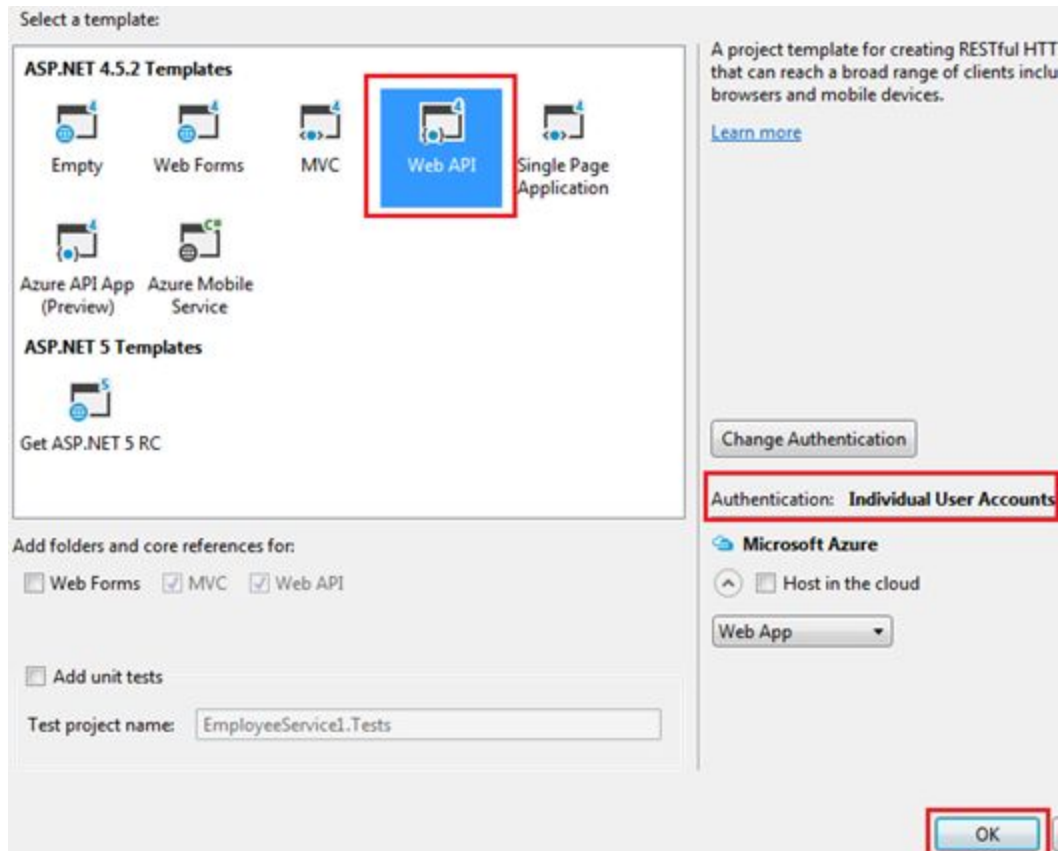 Select a template:
ASP.NET 4.5.2 Templates
Empty
Web Forms
MVC
Web API
Single Page
Application
Azure API App
(Preview)
Azure Mobile
Service
ASP.NET 5 Templates
Get ASP.NET 5 RC
A project template for creating RESTful HTT
that can reach a broad range of clients inclu
browsers and mobile devices.
Learn more
Change Authentication
Authentication: Individual User Accounts
Microsoft Azure
Host in the cloud
Web App
Add folders and core references for:
Web Forms MVC Web API
Add unit tests
Test project name: EmployeeService1.Tests
OK